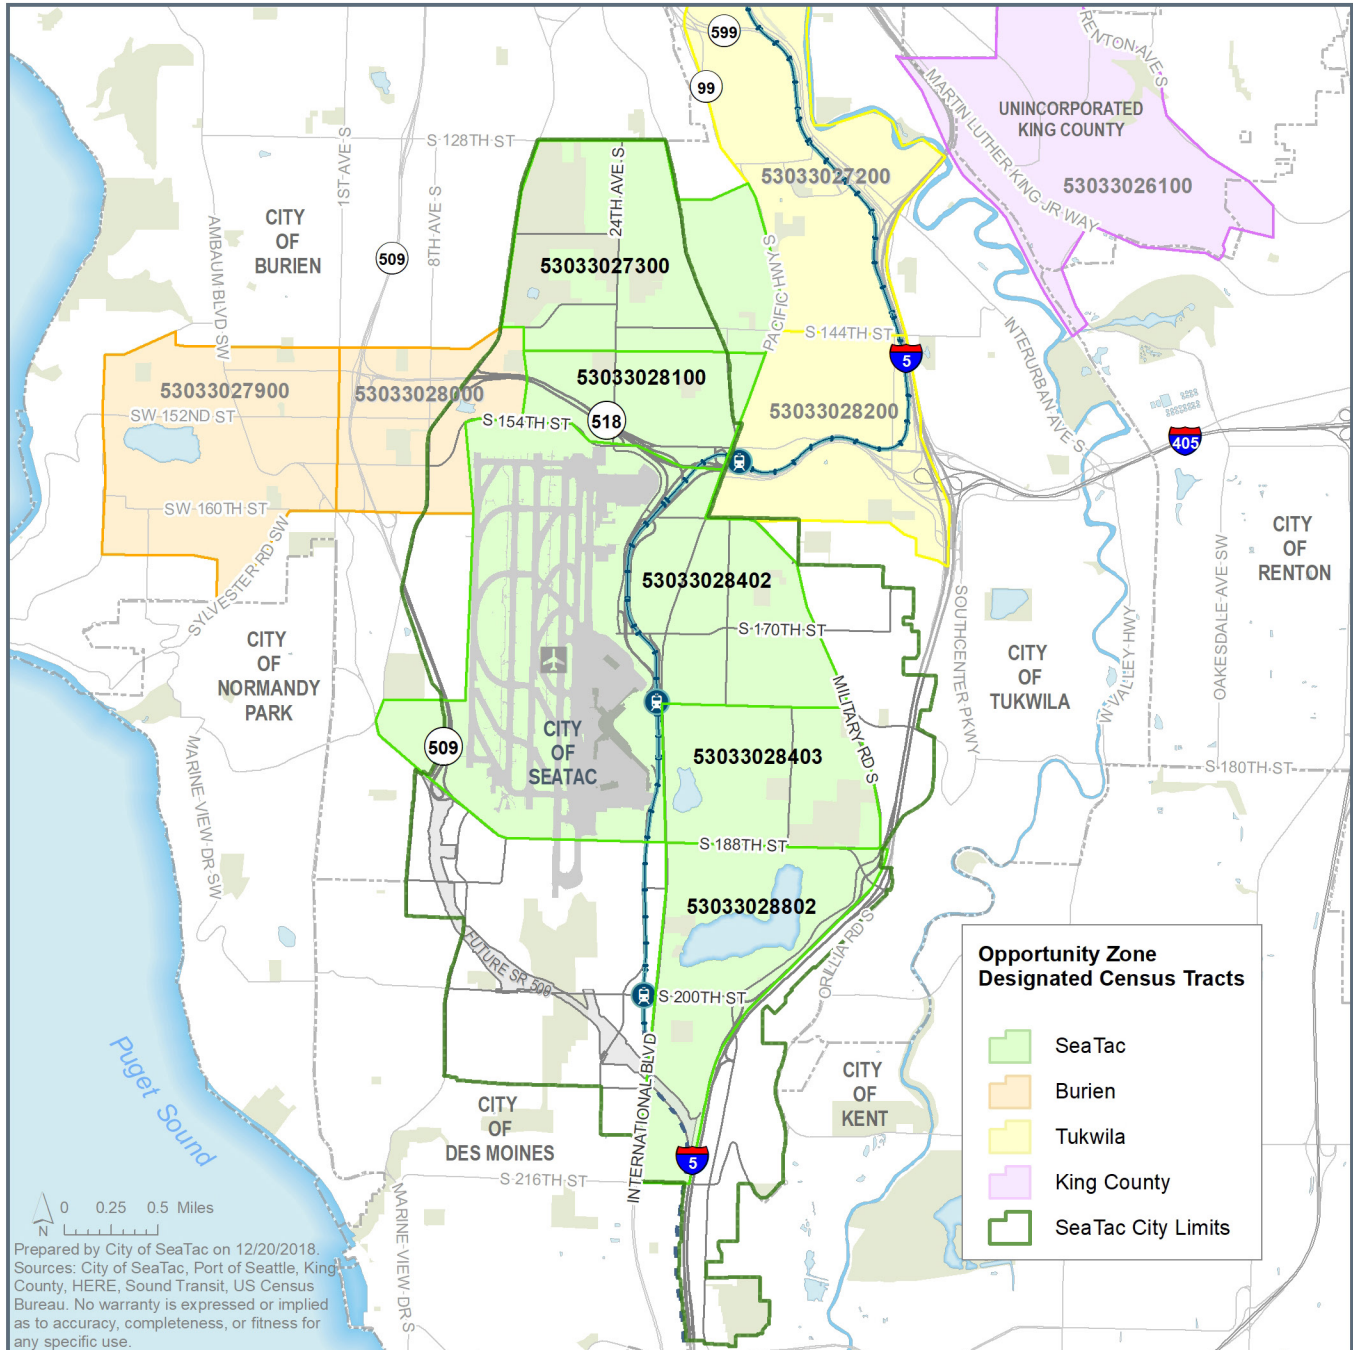 599
99
RENTON AVE S
MARTIN LUTHER KING JR WAY
UNINCORPORATED
KING COUNTY
53033026100
53033027200
S 128TH ST
1ST AVE S
8TH AVE S
24TH AVE S
CITY
OF
BURIEN
AMBAUM BLVD SW
509
53033027300
PACIFIC HWY S
S 144TH ST
5
INTERURBAN AVE S
53033027900
53033028000
53033028100
53033028200
SW 152ND ST
S 154TH ST
518
405
SW 160TH ST
SYLVESTER RD SW
CITY
OF
RENTON
53033028402
S 170TH ST
SOUTHCENTER PKWY
W VALLEY HWY
OAKESDALE AVE SW
CITY
OF
NORMANDY
PARK
CITY
OF
TUKWILA
MILITARY RD S
CITY
OF
SEATAC
509
53033028403
S 180TH ST
MARINE VIEW DR SW
S 188TH ST
53033028802
ORILLIA RD S
FUTURE SR 509
S 200TH ST
INTERNATIONAL BLVD
Puget Sound
CITY
OF
DES MOINES
CITY
OF
KENT
5
S 216TH ST
MARINE VIEW DR S
Opportunity Zone
Designated Census Tracts
SeaTac
Burien
Tukwila
King County
SeaTac City Limits
N
0 0.25 0.5 Miles
Prepared by City of SeaTac on 12/20/2018.
Sources: City of SeaTac, Port of Seattle, King
County, HERE, Sound Transit, US Census
Bureau. No warranty is expressed or implied
as to accuracy, completeness, or fitness for
any specific use.